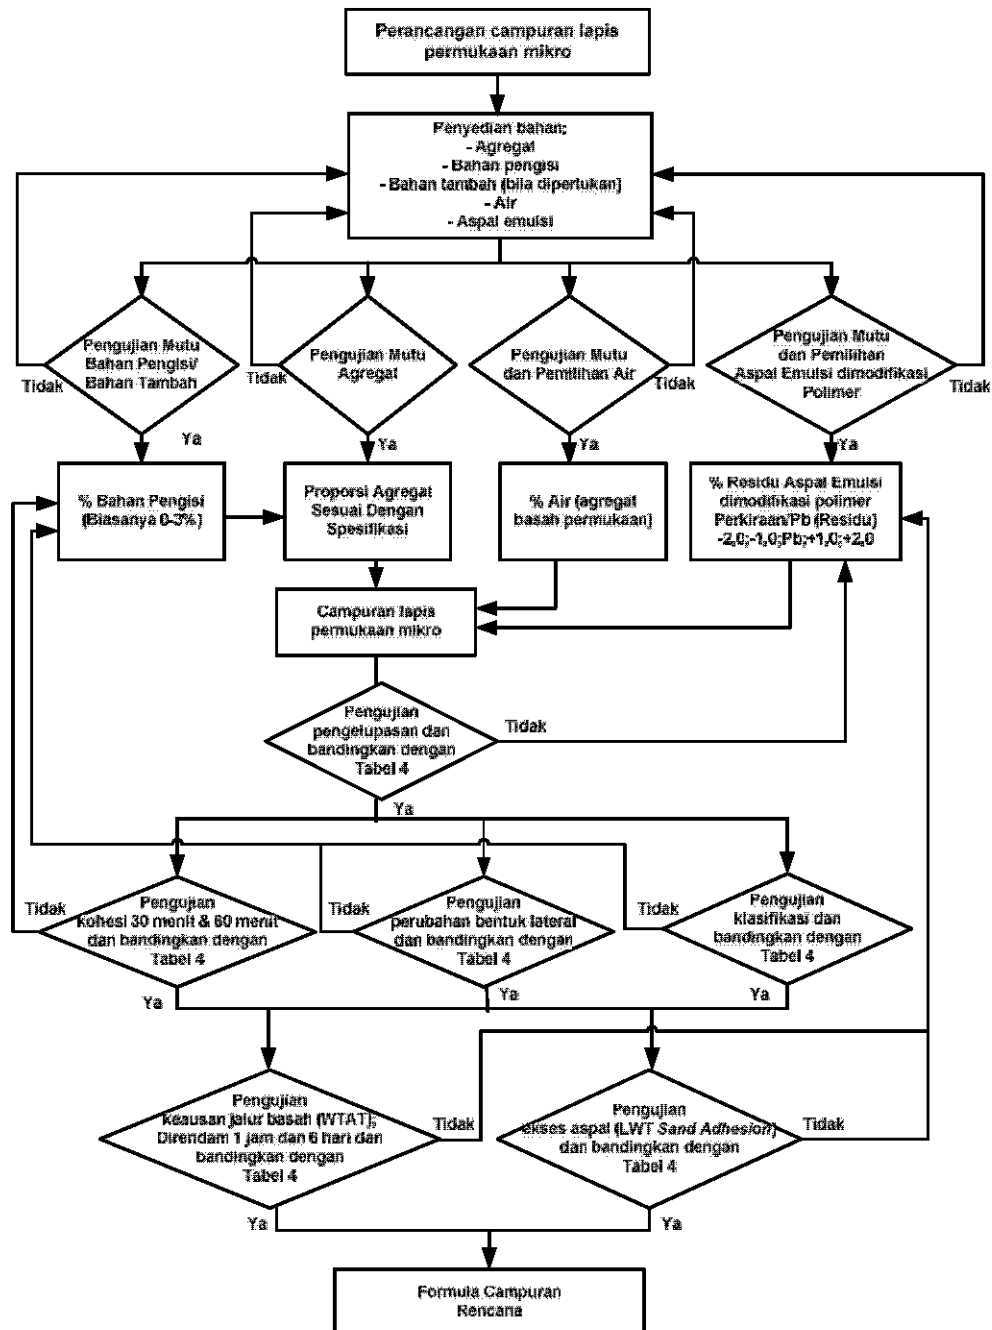 Perancangan campuran lapis
permukaan mikro
Penyedian bahan;
- Agregat
- Bahan pengisi
- Bahan tambah (bila dipertukan)
- Air
- Aspal emulsi
Pengujian Mutu
Bahan Pengisi/
Bahan Tambah
Tidak
Ya
Pengujian Mutu
Agregat
Tidak
Ya
Pengujian Mutu
dan Pemilihan Air
Tidak
Ya
Pengujian Mutu
dan Pemilihan
Aspal Emulsi dimodifikasi
Polimer
Tidak
Ya
% Bahan Pengisi
(Biasanya 0-3%)
Proporsi Agregat
Sesuai Dengan
Spesifikasi
% Air (agregat
basah permukaan)
% Residu Aspal Emulsi
dimodifikasi polimer
Perkiraan/Pb (Residu)
-2,0;-1,0;Pb;+1,0;+2,0
Campuran lapis
permukaan mikro
Pengujian
pengelupasan dan
bandingkan dengan
Tabel 4
Tidak
Ya
Pengujian
kohesi 30 menit & 60 menit
dan bandingkan dengan
Tabel 4
Tidak
Ya
Pengujian
perubahan bentuk lateral
dan bandingkan dengan
Tabel 4
Tidak
Ya
Pengujian
klasifikasi dan
bandingkan dengan
Tabel 4
Tidak
Ya
Pengujian
keausan jalur basah (WTAT);
Direndam 1 jam dan 6 hari dan
bandingkan dengan
Tabel 4
Tidak
Ya
Pengujian
ekses aspal (LWT Sand Adhesion)
dan bandingkan dengan
Tabel 4
Tidak
Ya
Formula Campuran
Rencana